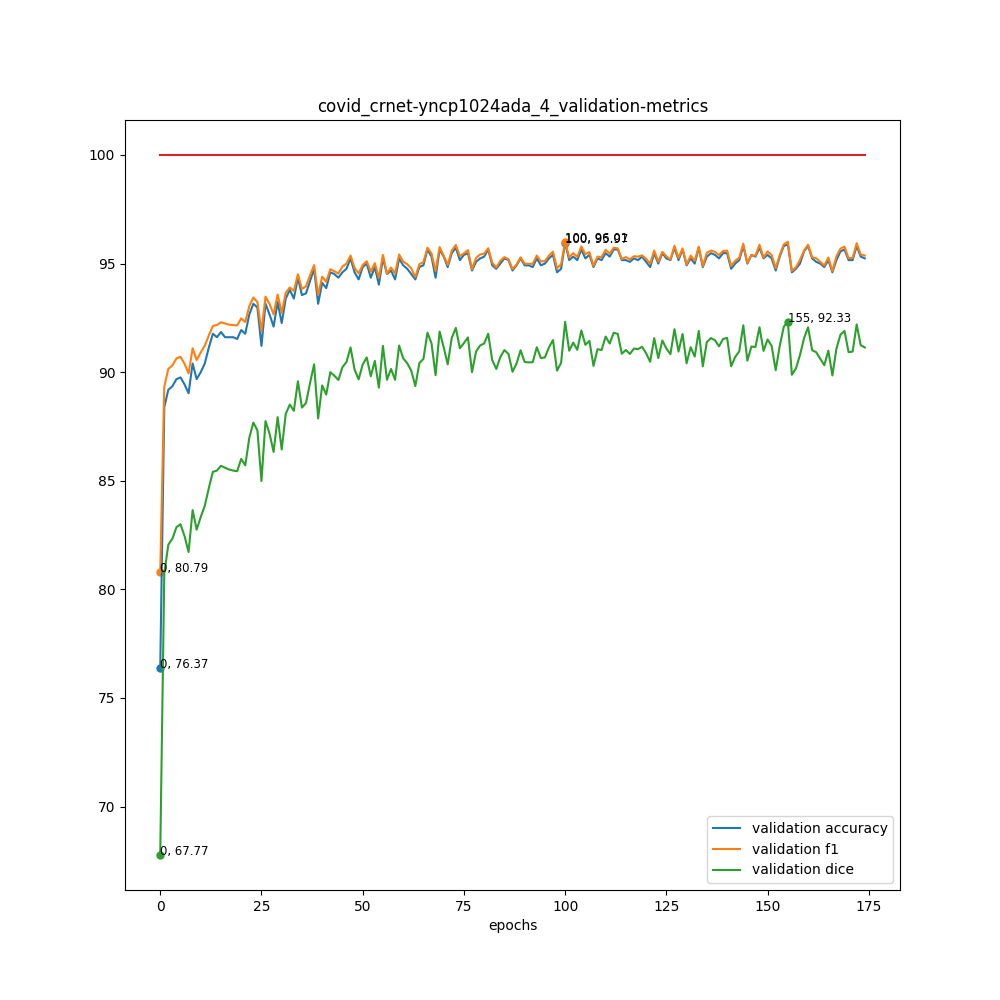 covid_crnet-yncp1024ada_4_validation-metrics
100
100, 96.01
95
155, 92.33
90
85
0, 80.79
80
0, 76.37
75
70
0, 67.77
validation accuracy
validation f1
validation dice
0 25 50 75 100 125 150 175
epochs